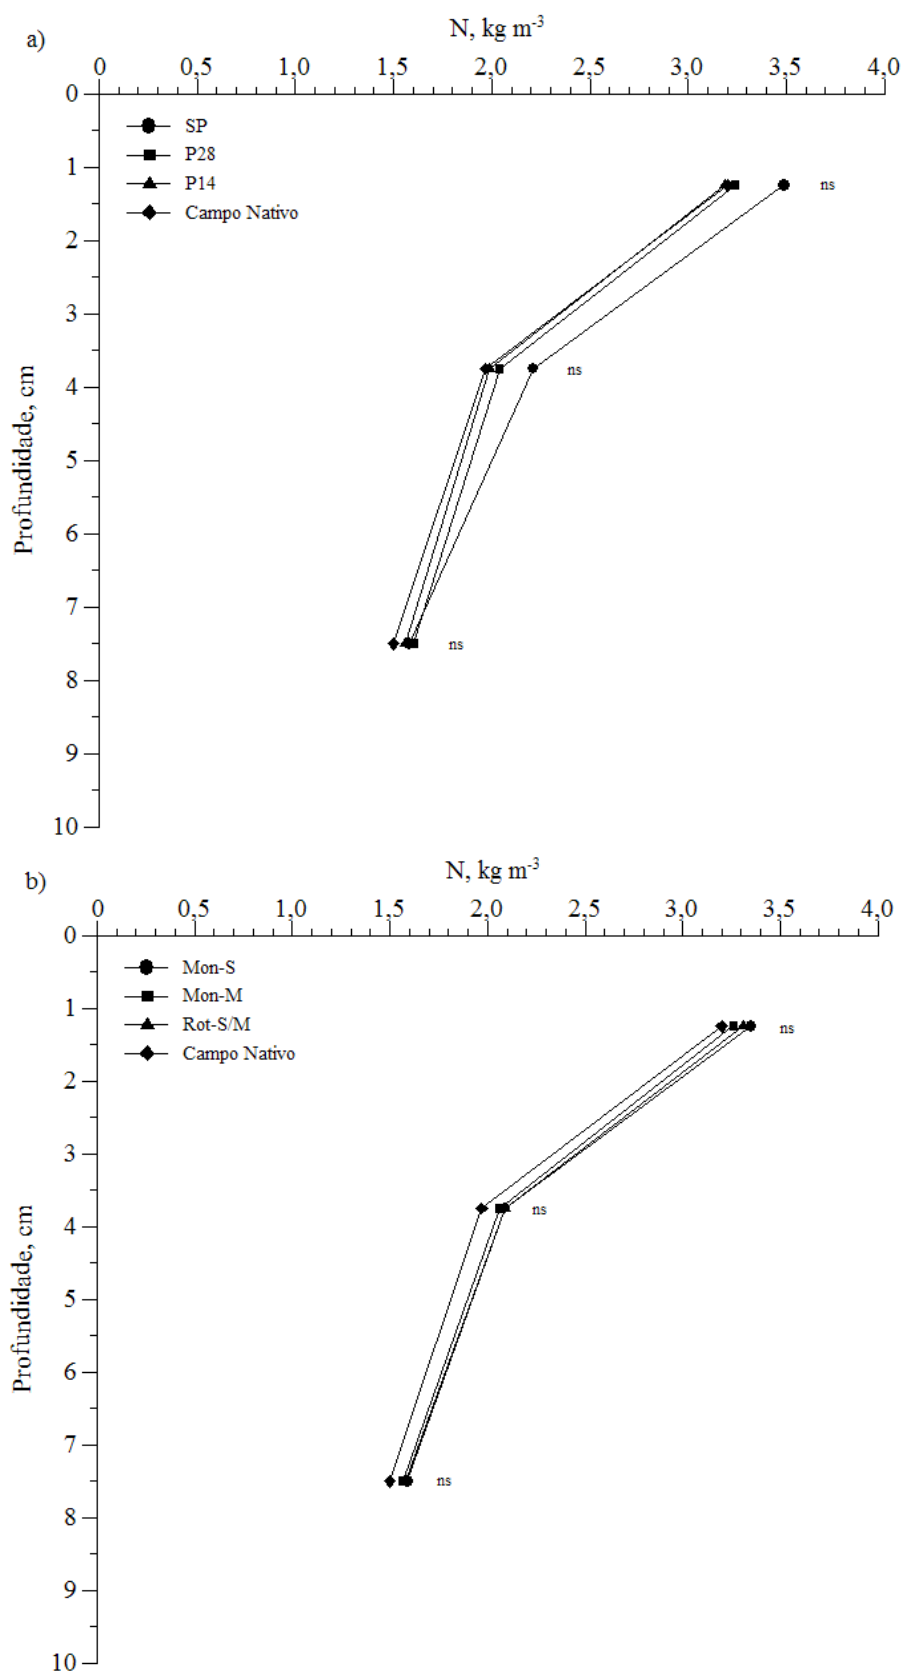 a)
N, kg m-3
0 0,5 1,0 1,5 2,0 2,5 3,0 3,5 4,0
0
SP
P28
P14
Campo Nativo
1
ns
2
3
ns
4
Profundidade, cm
5
6
7
ns
8
9
10
b)
N, kg m-3
0 0,5 1,0 1,5 2,0 2,5 3,0 3,5 4,0
0
Mon-S
Mon-M
Rot-S/M
Campo Nativo
1
ns
2
3
ns
4
Profundidade, cm
5
6
7
ns
8
9
10